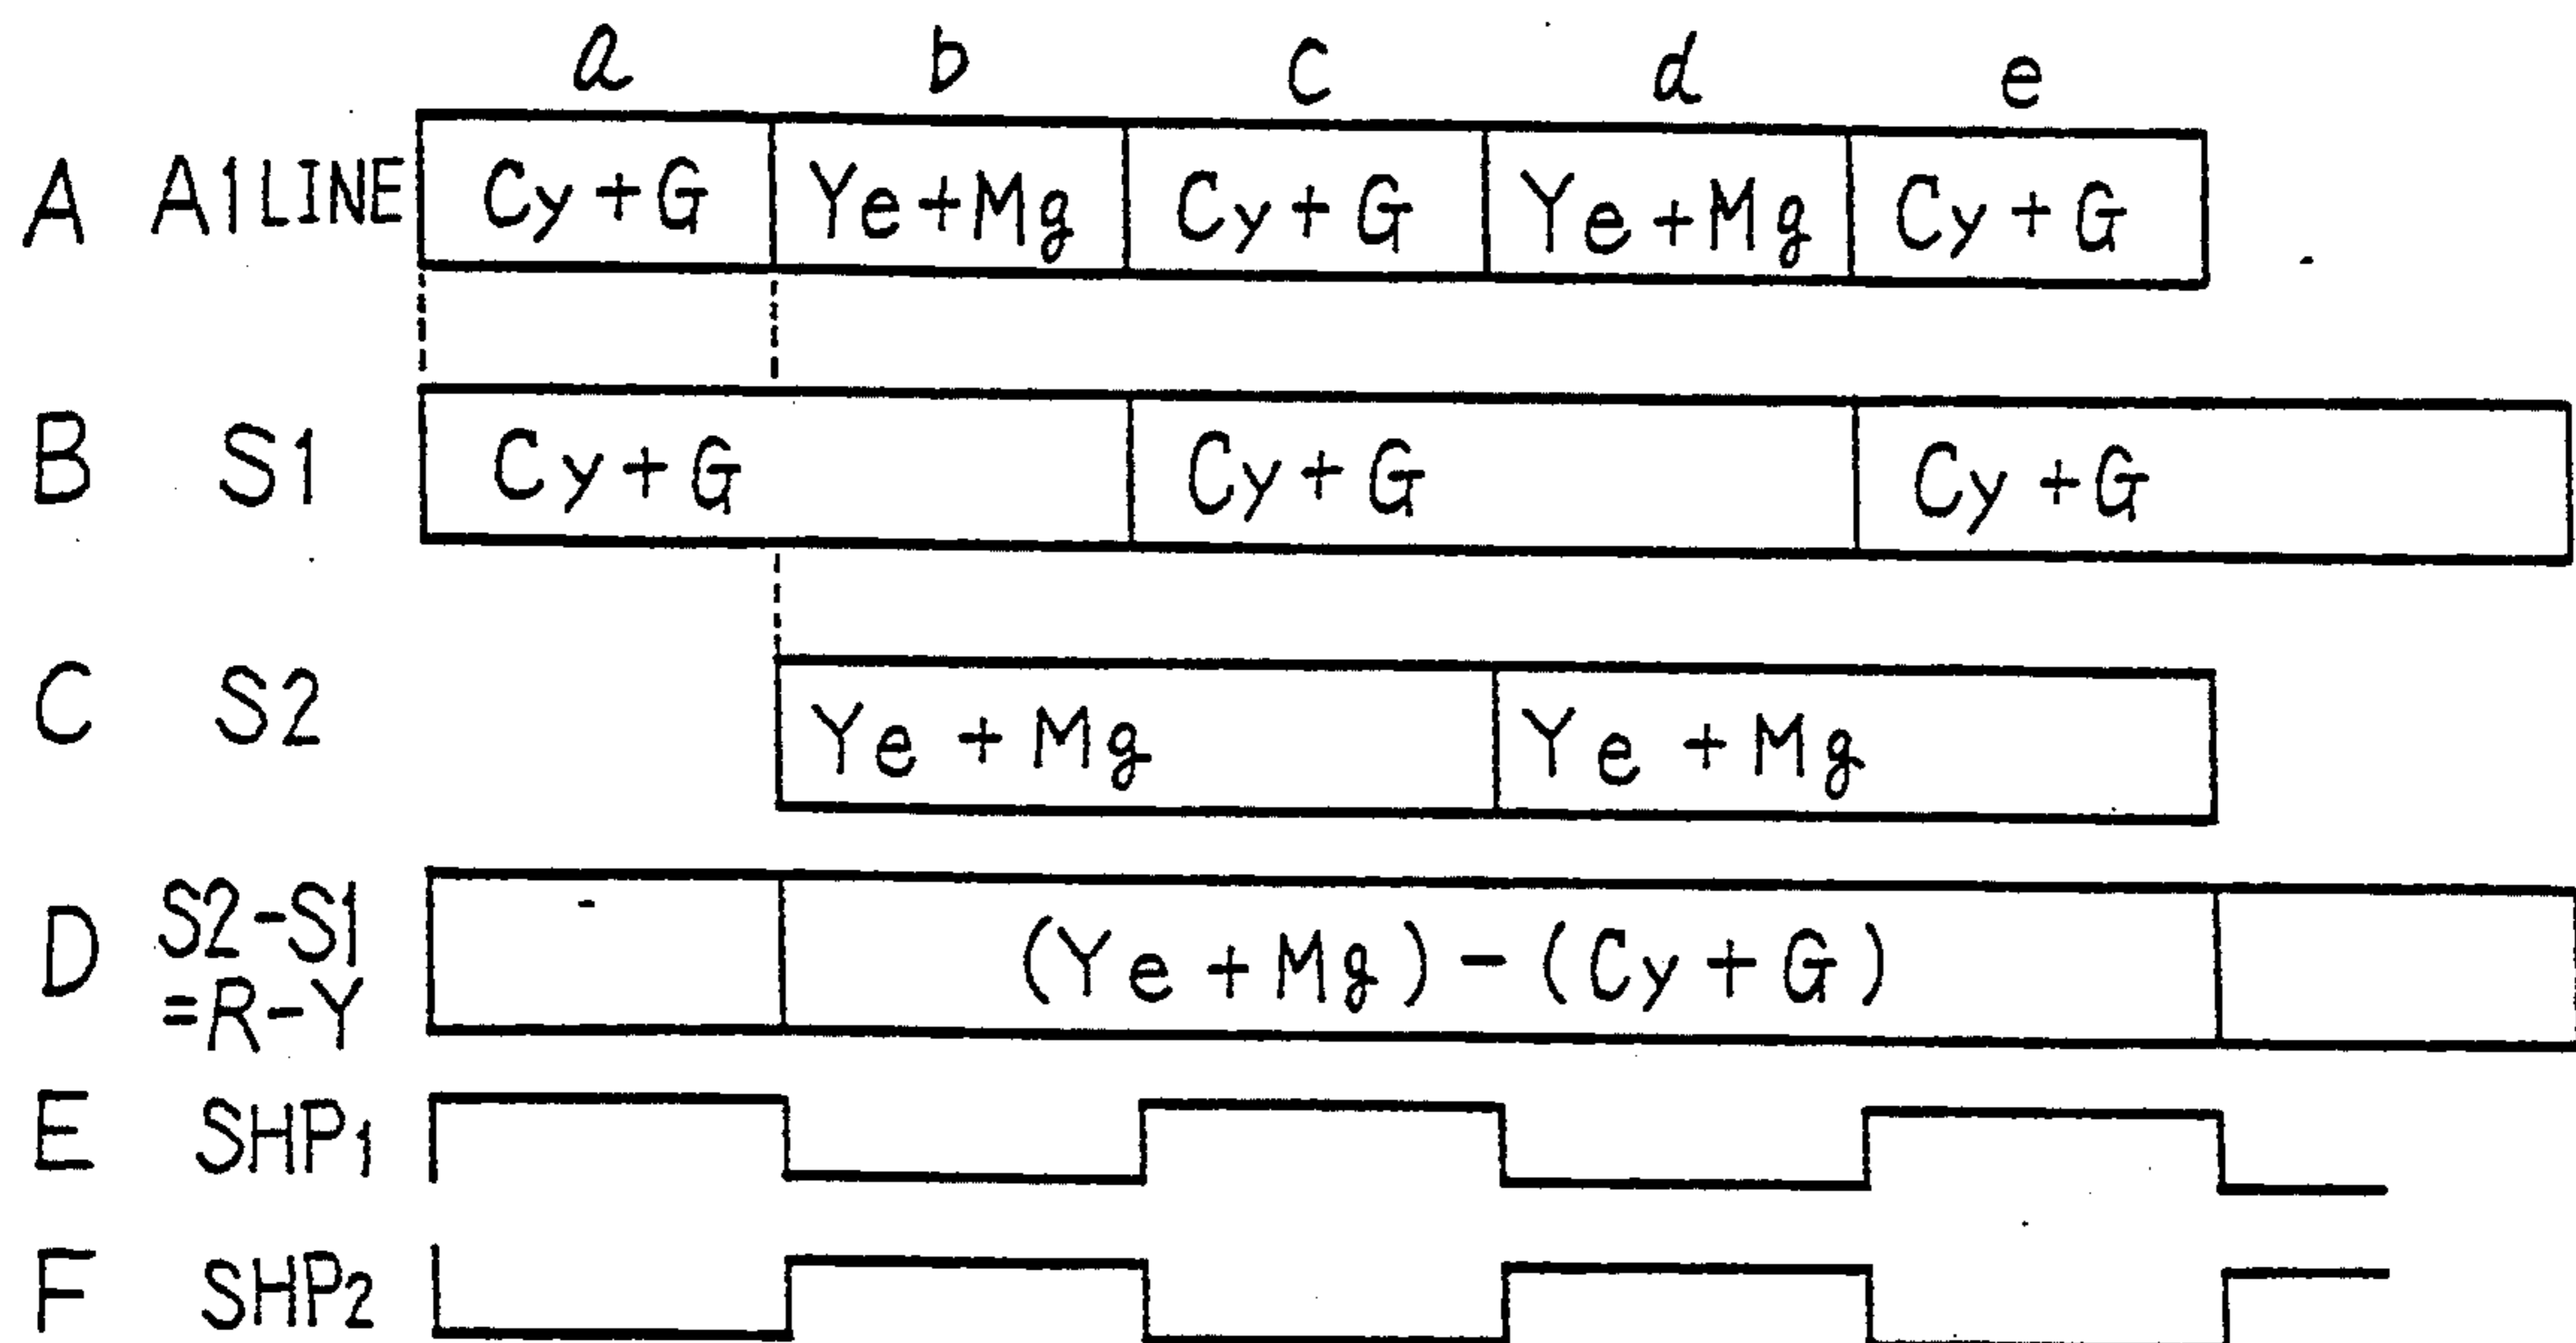 a b c d e
A A1LINE Cy+G Ye+Mg Cy+G Ye+Mg Cy+G
B S1 Cy+G Cy+G Cy+G
C S2 Ye+Mg Ye+Mg
D S2-S1
=R-Y (Ye+Mg)-(Cy+G)
E SHP1
F SHP2